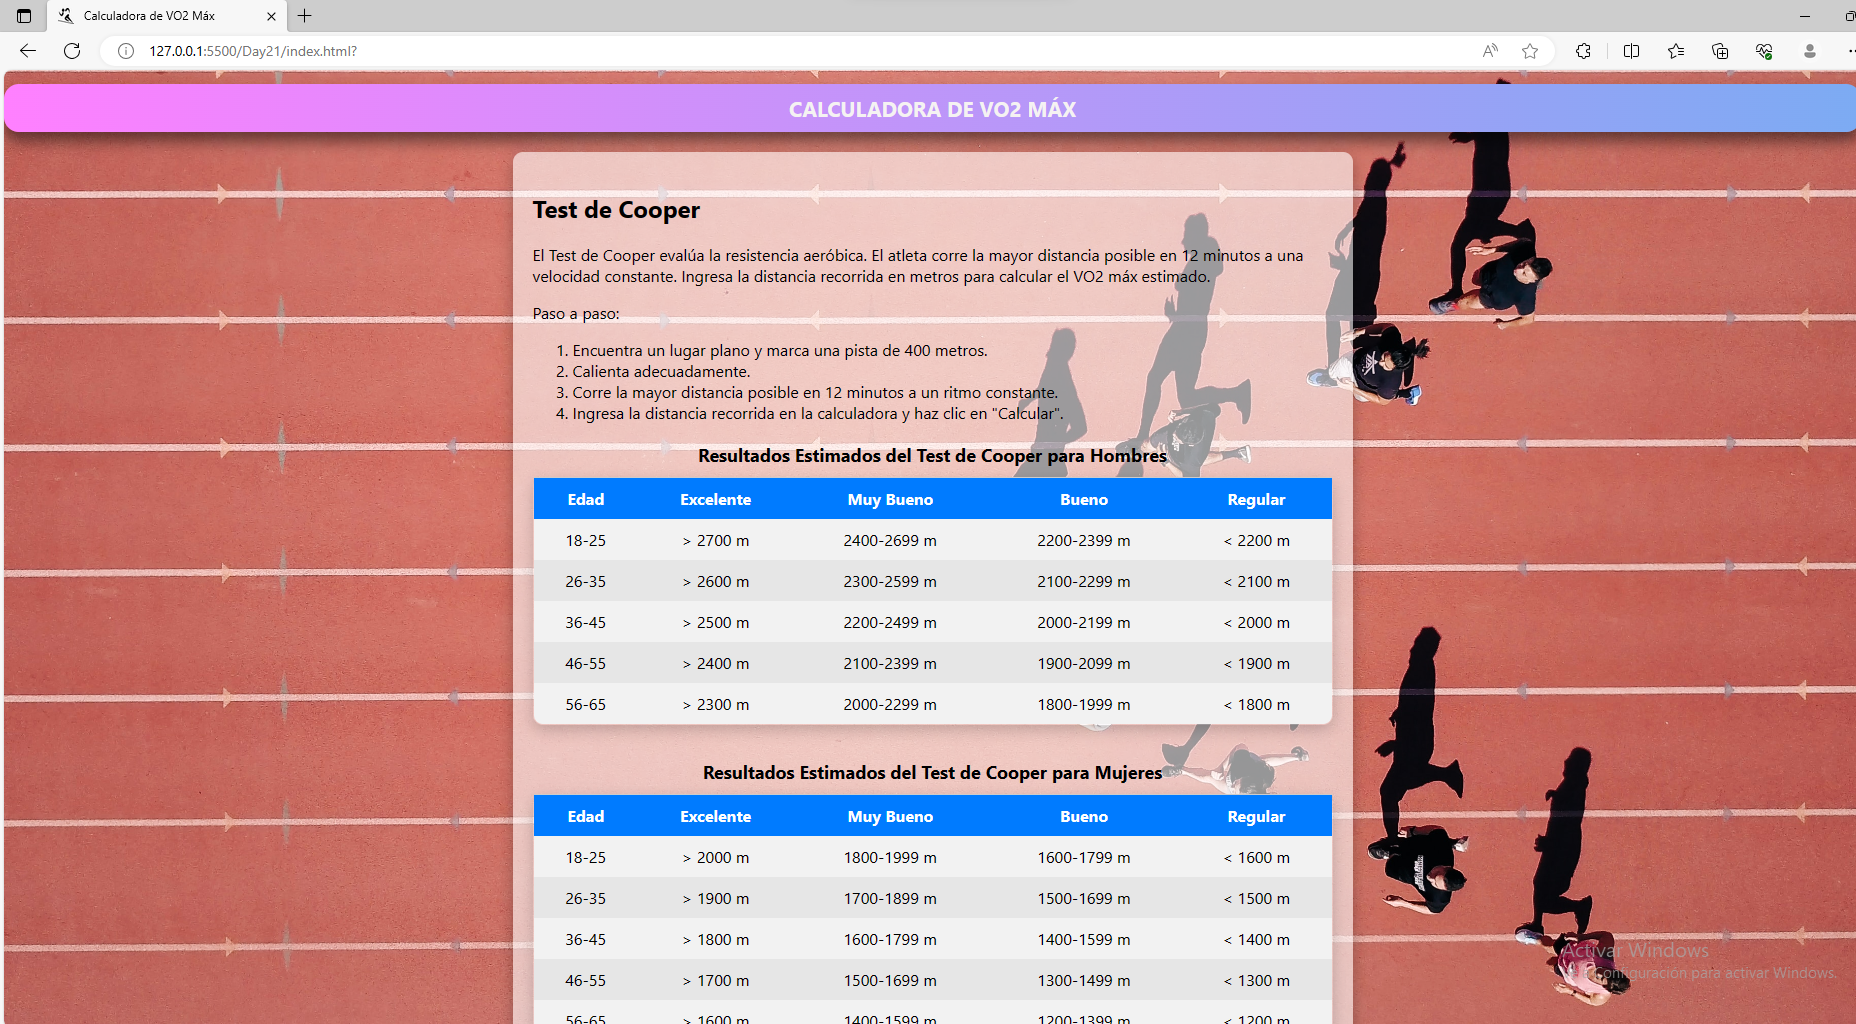 Calculadora de VO2 Máx
127.0.0.1:5500/Day21/index.html?
CALCULADORA DE VO2 MÁX
Test de Cooper
El Test de Cooper evalúa la resistencia aeróbica. El atleta corre la mayor distancia posible en 12 minutos a una
velocidad constante. Ingresa la distancia recorrida en metros para calcular el VO2 máx estimado.
Paso a paso:
1. Encuentra un lugar plano y marca una pista de 400 metros.
2. Calienta adecuadamente.
3. Corre la mayor distancia posible en 12 minutos a un ritmo constante.
4. Ingresa la distancia recorrida en la calculadora y haz clic en "Calcular".
Resultados Estimados del Test de Cooper para Hombres
Edad Excelente Muy Bueno Bueno Regular
18-25 > 2700 m 2400-2699 m 2200-2399 m < 2200 m
26-35 > 2600 m 2300-2599 m 2100-2299 m < 2100 m
36-45 > 2500 m 2200-2499 m 2000-2199 m < 2000 m
46-55 > 2400 m 2100-2399 m 1900-2099 m < 1900 m
56-65 > 2300 m 2000-2299 m 1800-1999 m < 1800 m
Resultados Estimados del Test de Cooper para Mujeres
Edad Excelente Muy Bueno Bueno Regular
18-25 > 2000 m 1800-1999 m 1600-1799 m < 1600 m
26-35 > 1900 m 1700-1899 m 1500-1699 m < 1500 m
36-45 > 1800 m 1600-1799 m 1400-1599 m < 1400 m
46-55 > 1700 m 1500-1699 m 1300-1499 m < 1300 m
56-65 > 1600 m 1400-1599 m 1200-1399 m < 1200 m
Activar Windows
para activar Windows.